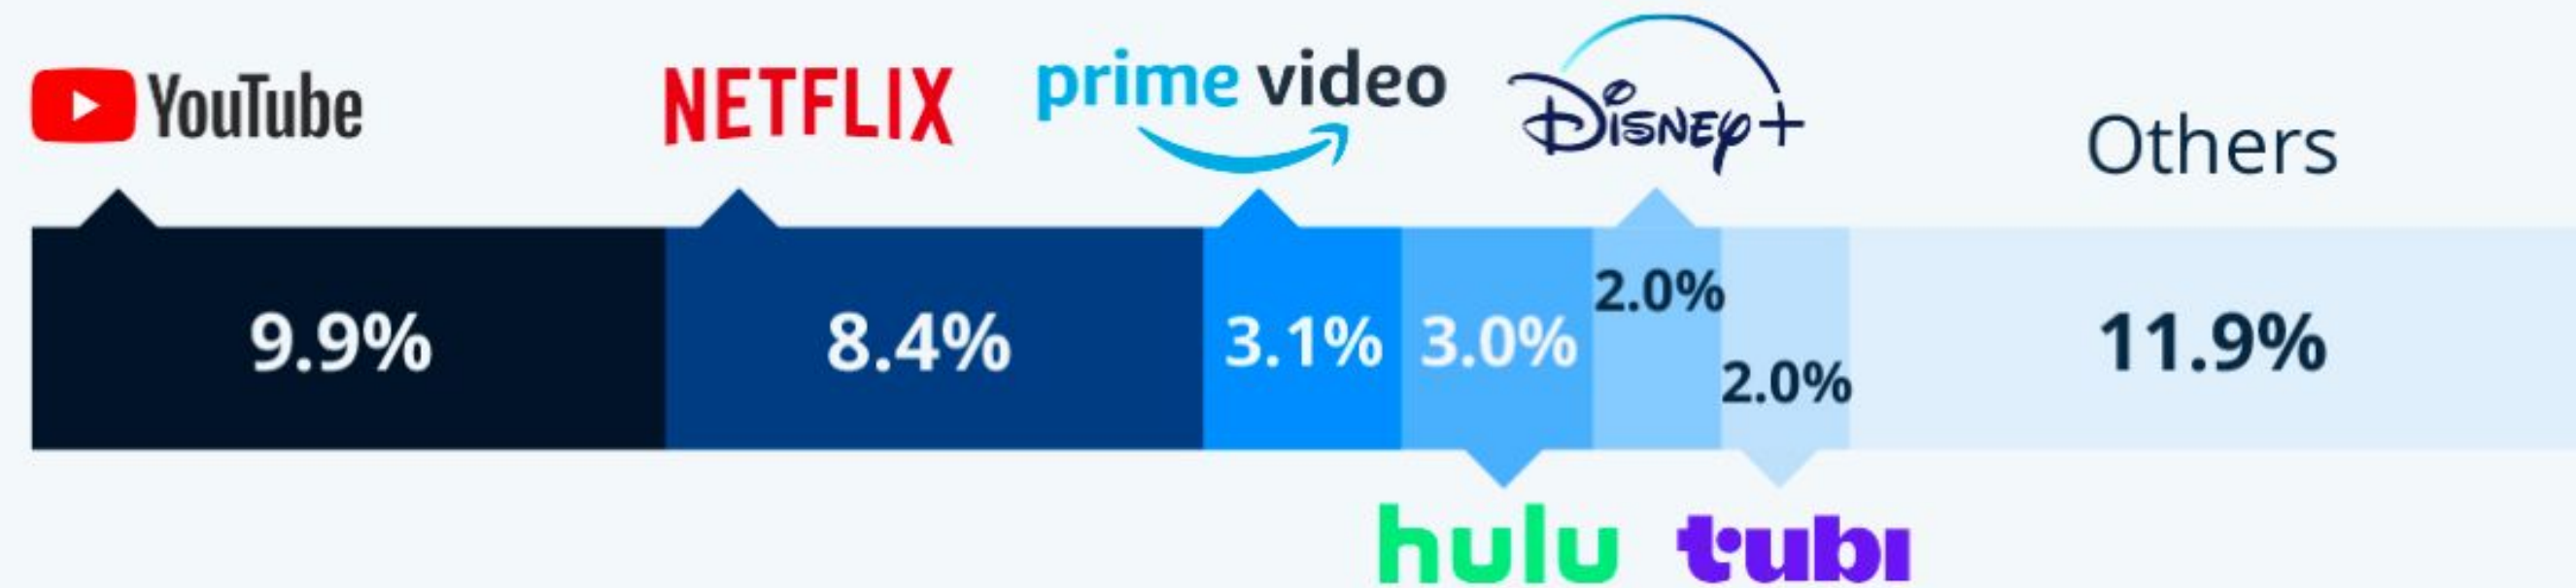 YouTube
NETFLIX
prime video
Disney+
Others
9.9%
8.4%
3.1%
3.0%
2.0%
2.0%
11.9%
hulu
tubi